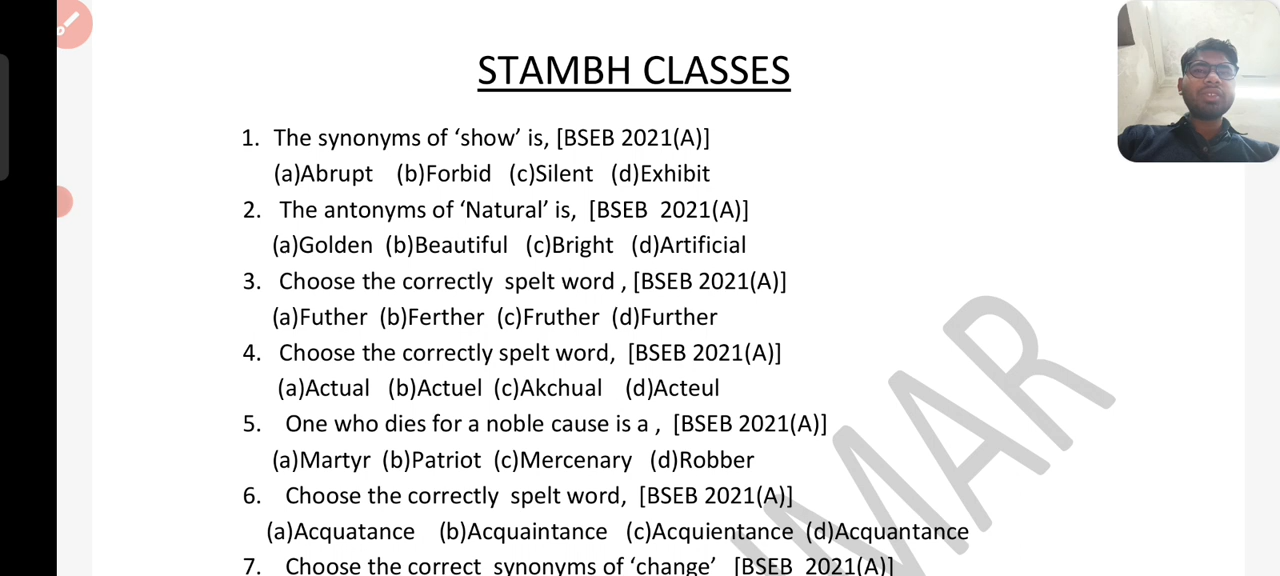 STAMBH CLASSES
1. The synonyms of ‘show’ is, [BSEB 2021(A)]
(a)Abrupt (b)Forbid (c)Silent (d)Exhibit
2. The antonyms of ‘Natural’ is, [BSEB 2021(A)]
(a)Golden (b)Beautiful (c)Bright (d)Artificial
3. Choose the correctly spelt word , [BSEB 2021(A)]
(a)Futher (b)Ferther (c)Fruther (d)Further
4. Choose the correctly spelt word, [BSEB 2021(A)]
(a)Actual (b)Actuel (c)Akchual (d)Acteul
5. One who dies for a noble cause is a , [BSEB 2021(A)]
(a)Martyr (b)Patriot (c)Mercenary (d)Robber
6. Choose the correctly spelt word, [BSEB 2021(A)]
(a)Acquatance (b)Acquaintance (c)Acquientance (d)Acquantance
7. Choose the correct synonyms of ‘change’ [BSEB 2021(A)]
UMAR